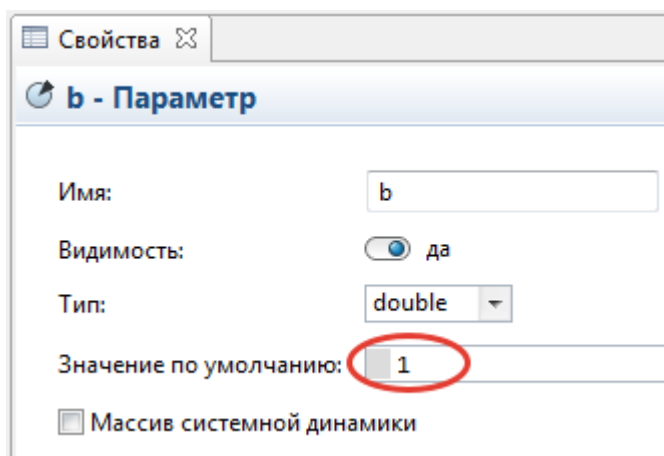 Свойства
b - Параметр
Имя: b
Видимость: да
Тип: double
Значение по умолчанию: 1
Массив системной динамики